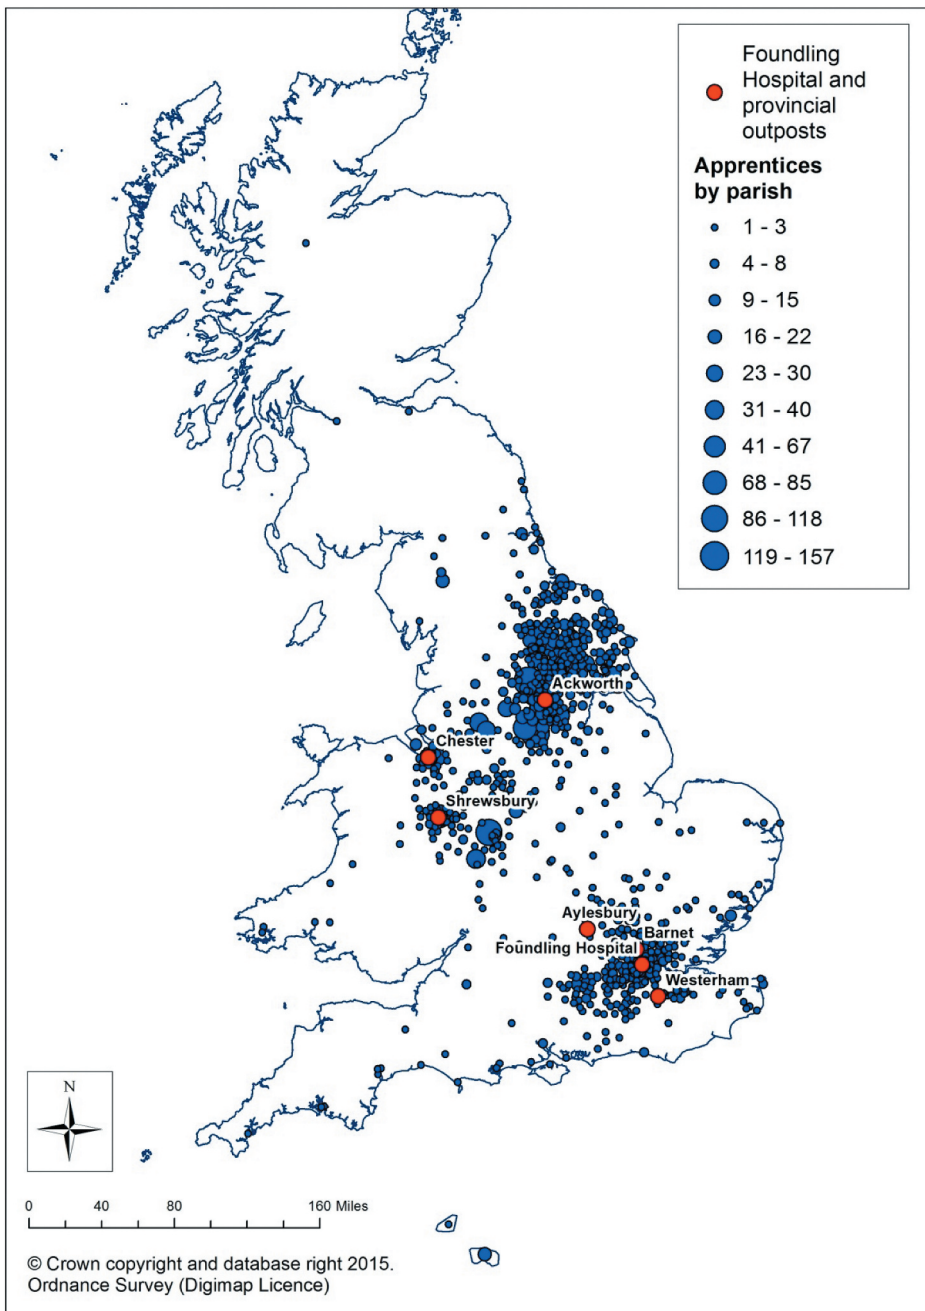 Foundling
Hospital and
provincial
outposts
Apprentices
by parish
1 - 3
4 - 8
9 - 15
16 - 22
23 - 30
31 - 40
41 - 67
68 - 85
86 - 118
119 - 157
Ackworth
Chester
Shrewsbury
Aylesbury
Barnet
Foundling Hospital
Westerham
N
0 40 80 160 Miles
© Crown copyright and database right 2015.
Ordnance Survey (Digimap Licence)